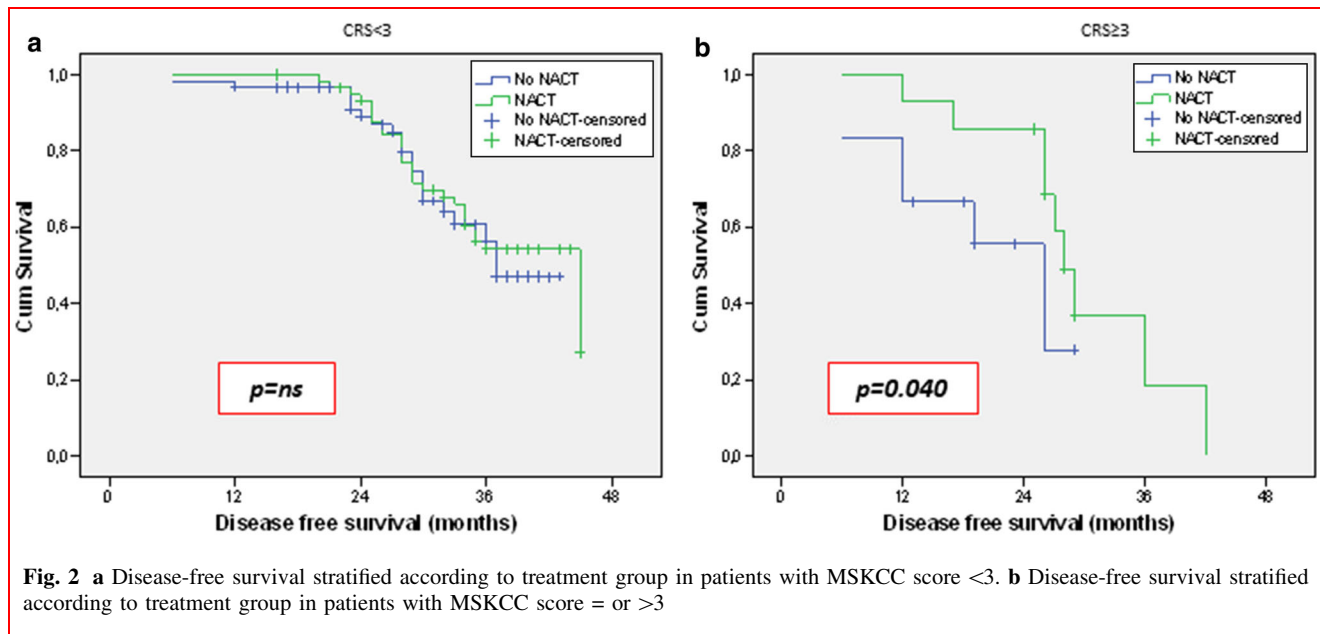 a
CRS<3
No NACT
NACT
No NACT-censored
NACT-censored
1,0
0,8
0,6
0,4
0,2
0,0
Cum Survival
p=ns
0
12
24
36
48
Disease free survival (months)
b
CRS≥3
No NACT
NACT
No NACT-censored
NACT-censored
1,0
0,8
0,6
0,4
0,2
0,0
Cum Survival
p=0.040
0
12
24
36
48
Disease free survival (months)
Fig. 2 a Disease-free survival stratified according to treatment group in patients with MSKCC score <3. b Disease-free survival stratified
according to treatment group in patients with MSKCC score = or >3